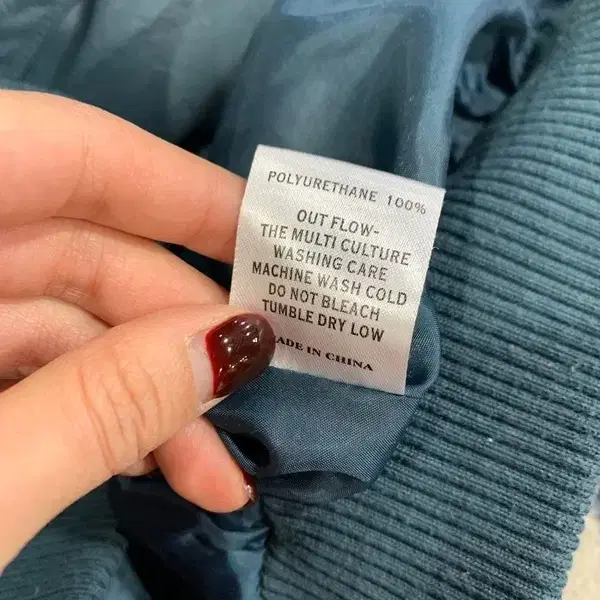 POLYURETHANE 100%
OUT FLOW-
THE MULTI CULTURE
WASHING CARE
MACHINE WASH COLD
DO NOT BLEACH
TUMBLE DRY LOW
ADE IN CHINA